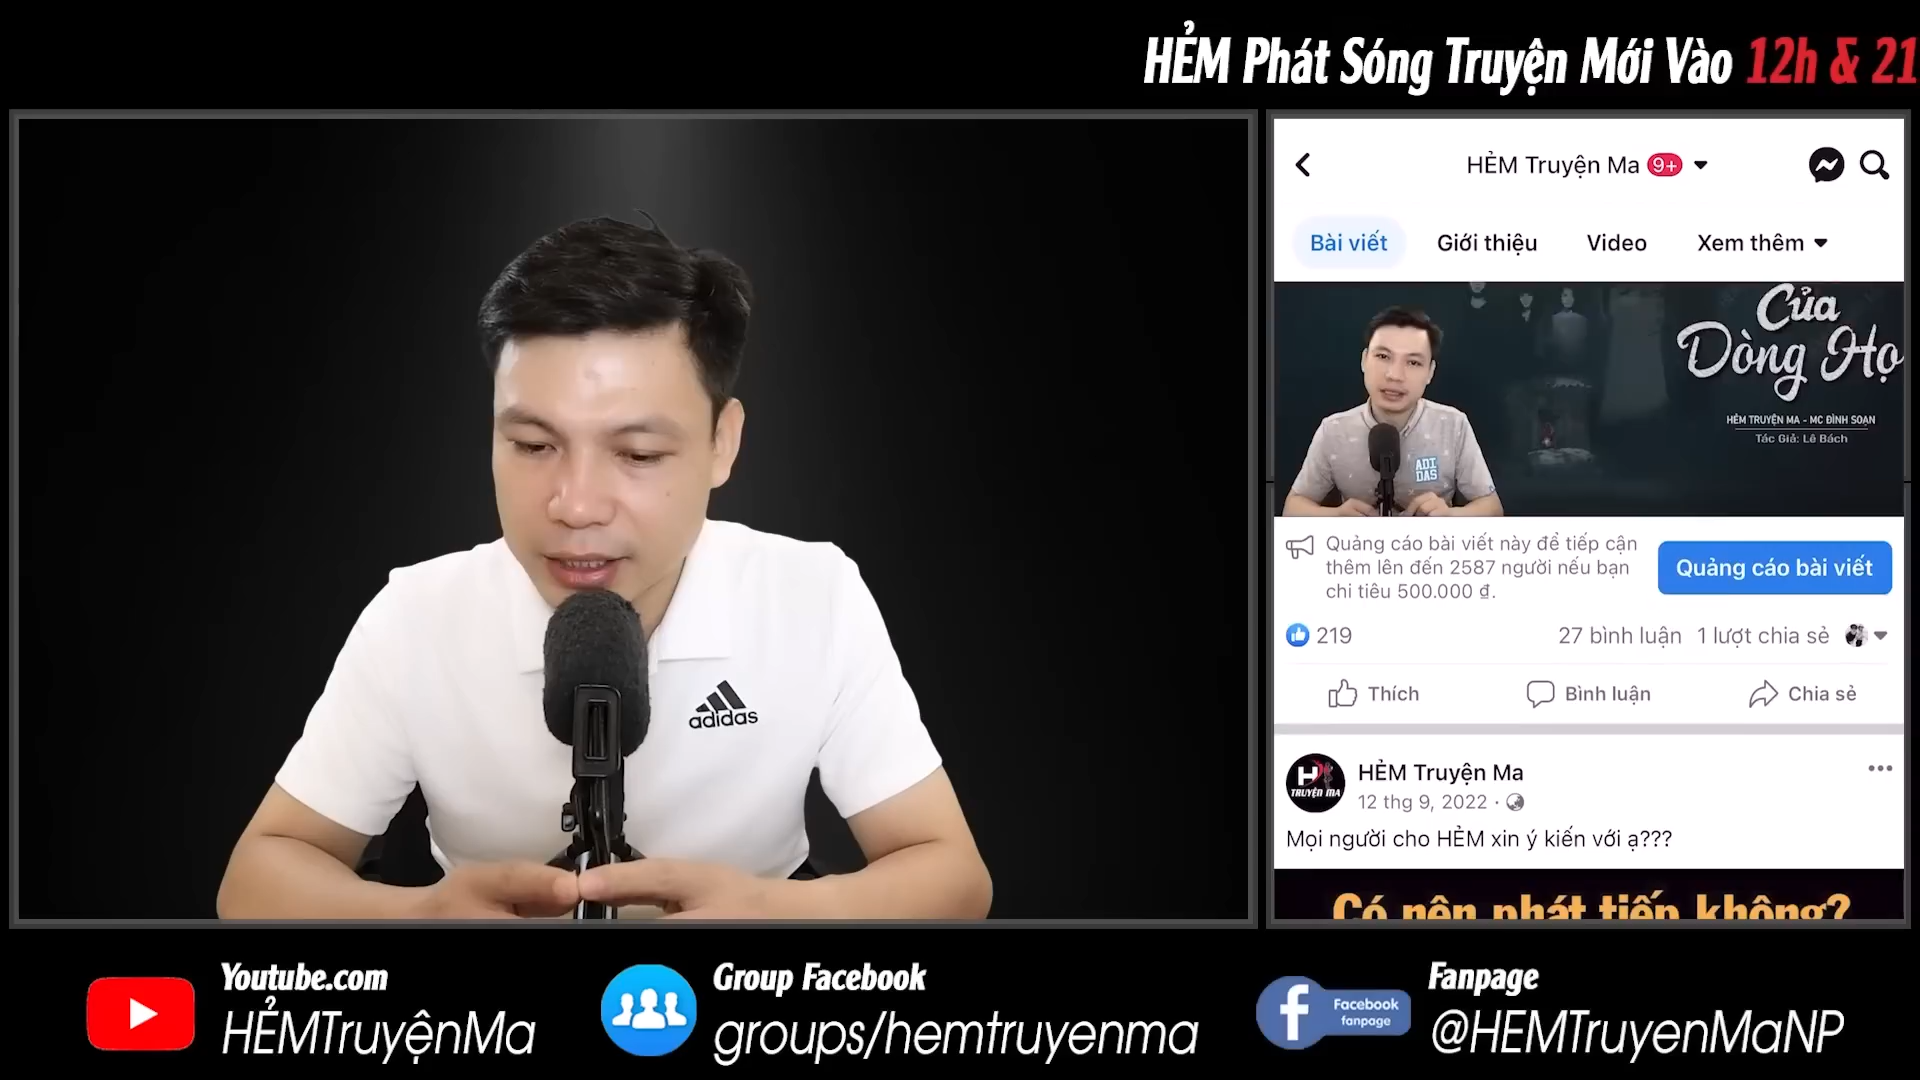 HẺM Phát Sóng Truyện Mới Vào 12h & 21
HẺM Truyện Ma 9+
Bài viết Giới thiệu Video Xem thêm
Của
Dòng Họ
HẺM TRUYỆN MA - MC ĐÌNH SOẠN
Tác Giả: Lê Bách
ADI
DAS
Quảng cáo bài viết này để tiếp cận
thêm lên đến 2587 người nếu bạn
chi tiêu 500.000 ₫.
Quảng cáo bài viết
219 27 bình luận 1 lượt chia sẻ
Thích Bình luận Chia sẻ
H
TRUYỆN MA
HẺM Truyện Ma
12 thg 9, 2022 ·
Mọi người cho HẺM xin ý kiến với ạ???
Có nên phát tiếp không?
adidas
Youtube.com
HẺMTruyệnMa
Group Facebook
groups/hemtruyenma
Facebook
fanpage
Fanpage
@HEMTruyenMaNP